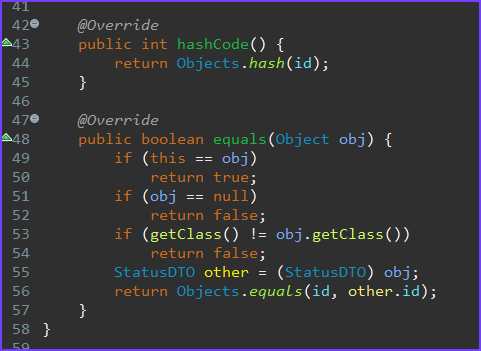 41
42 @Override
43 public int hashCode() {
44 return Objects.hash(id);
45 }
46
47 @Override
48 public boolean equals(Object obj) {
49 if (this == obj)
50 return true;
51 if (obj == null)
52 return false;
53 if (getClass() != obj.getClass())
54 return false;
55 StatusDTO other = (StatusDTO) obj;
56 return Objects.equals(id, other.id);
57 }
58 }
59